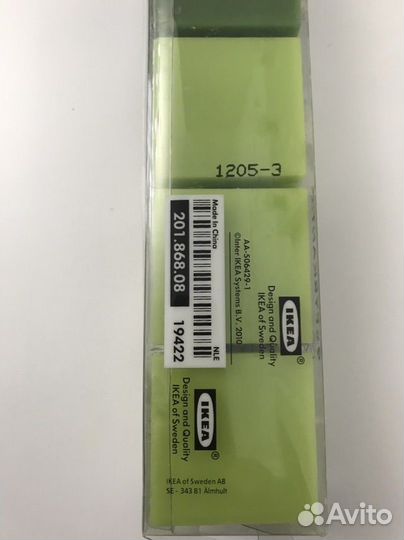 1205-3
Made in China
201.868.08
19422
NLE
AA-506429-1
©Inter IKEA Systems B.V. 2010
Design and Quality
IKEA of Sweden
IKEA
®
Design and Quality
IKEA of Sweden
IKEA
®
IKEA of Sweden AB
SE - 343 81 Älmhult
Avito